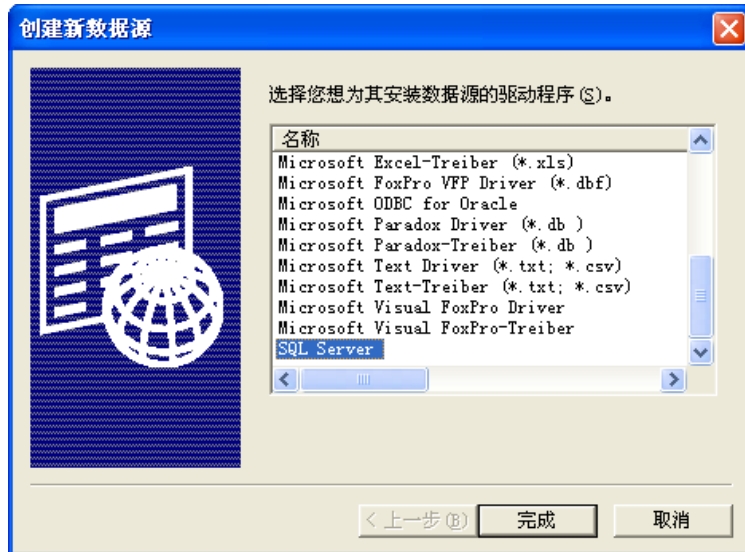 创建新数据源
选择您想为其安装数据源的驱动程序(S)。
名称
Microsoft Excel-Treiber (*.xls)
Microsoft FoxPro VFP Driver (*.dbf)
Microsoft ODBC for Oracle
Microsoft Paradox Driver (*.db )
Microsoft Paradox-Treiber (*.db )
Microsoft Text Driver (*.txt; *.csv)
Microsoft Text-Treiber (*.txt; *.csv)
Microsoft Visual FoxPro Driver
Microsoft Visual FoxPro-Treiber
SQL Server
< 上一步(B) 完成 取消